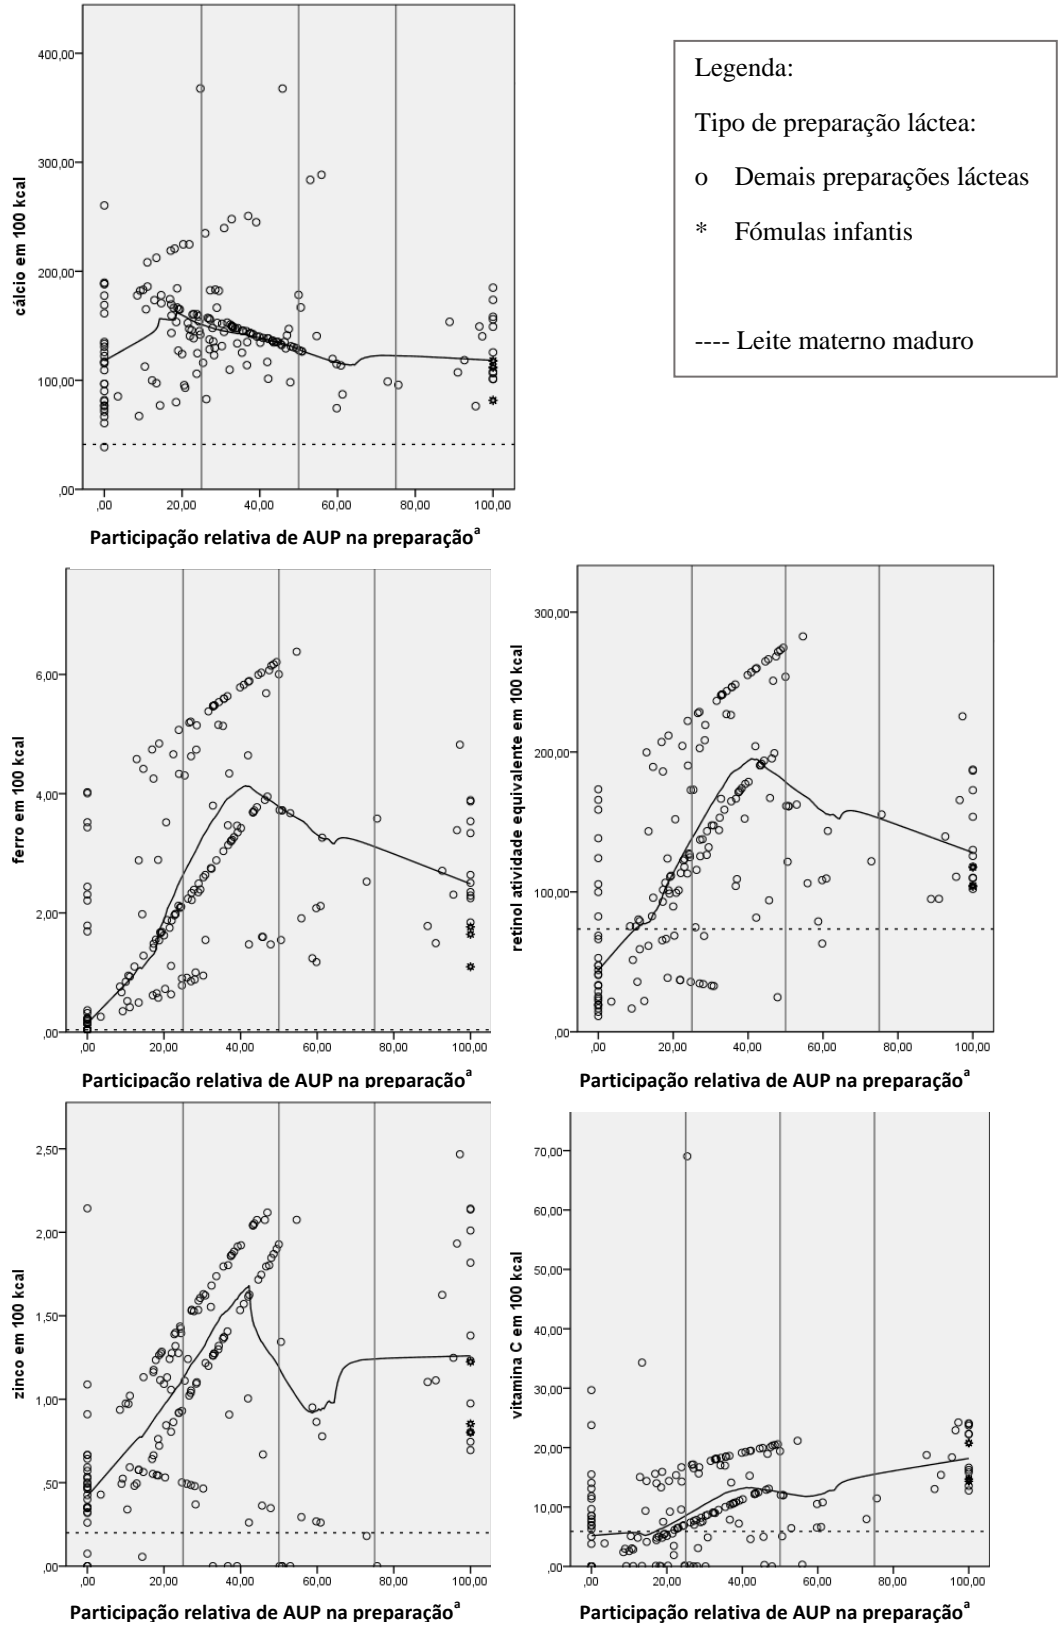 400,00
300,00
200,00
100,00
,00
cálcio em 100 kcal
,00 20,00 40,00 60,00 80,00 100,00
Participação relativa de AUP na preparação a
Legenda:
Tipo de preparação láctea:
o Demais preparações lácteas
* Fómulas infantis
---- Leite materno maduro
6,00
4,00
2,00
,00
ferro em 100 kcal
,00 20,00 40,00 60,00 80,00 100,00
Participação relativa de AUP na preparação a
300,00
200,00
100,00
,00
retinol atividade equivalente em 100 kcal
,00 20,00 40,00 60,00 80,00 100,00
Participação relativa de AUP na preparação a
2,50
2,00
1,50
1,00
,50
,00
zinco em 100 kcal
,00 20,00 40,00 60,00 80,00 100,00
Participação relativa de AUP na preparação a
70,00
60,00
50,00
40,00
30,00
20,00
10,00
,00
vitamina C em 100 kcal
,00 20,00 40,00 60,00 80,00 100,00
Participação relativa de AUP na preparação a